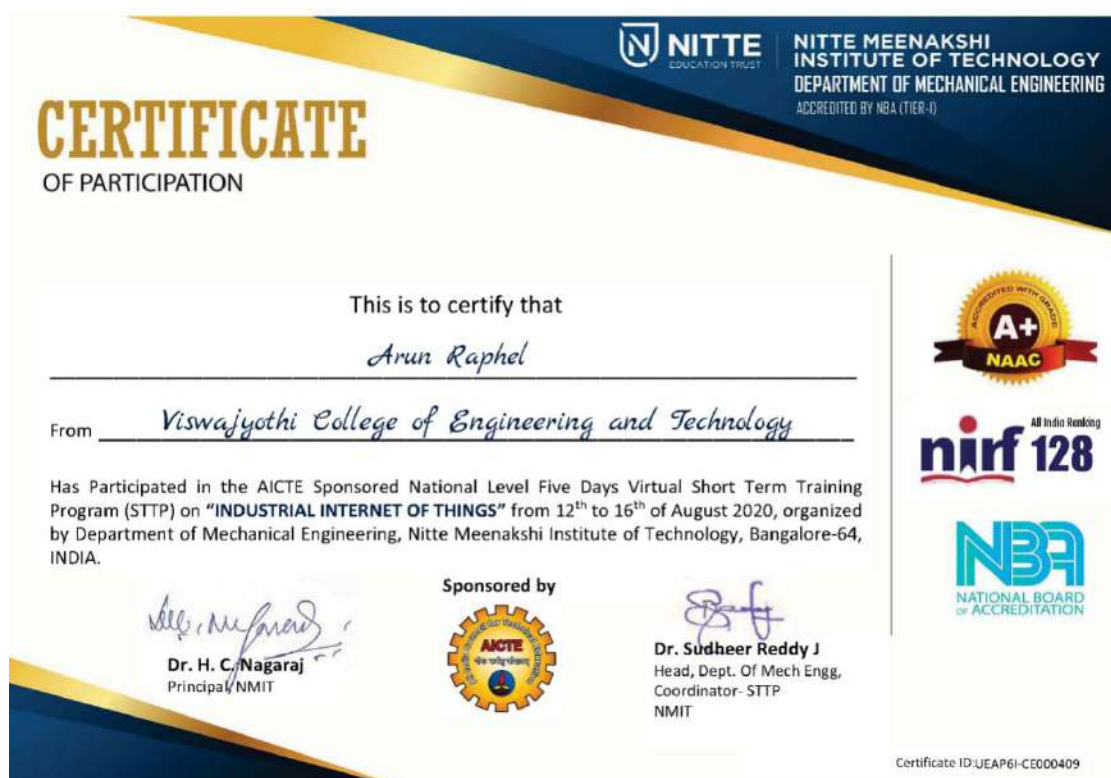 NITTE
EDUCATION TRUST
NITTE MEENAKSHI
INSTITUTE OF TECHNOLOGY
DEPARTMENT OF MECHANICAL ENGINEERING
ACCREDITED BY NBA (TIER-I)
CERTIFICATE
OF PARTICIPATION
This is to certify that
Arun Raphel
From Viswajyothi College of Engineering and Technology
Has Participated in the AICTE Sponsored National Level Five Days Virtual Short Term Training
Program (STTP) on "INDUSTRIAL INTERNET OF THINGS" from 12th to 16th of August 2020, organized
by Department of Mechanical Engineering, Nitte Meenakshi Institute of Technology, Bangalore-64,
INDIA.
ACCREDITED WITH GRADE
A+
NAAC
nirf
All India Ranking
128
NBA
NATIONAL BOARD
OF ACCREDITATION
Sponsored by
AICTE
Dr. H. C. Nagaraj
Principal, NMIT
Dr. Sudheer Reddy J
Head, Dept. Of Mech Engg,
Coordinator- STTP
NMIT
Certificate ID:UEAP6I-CE000409